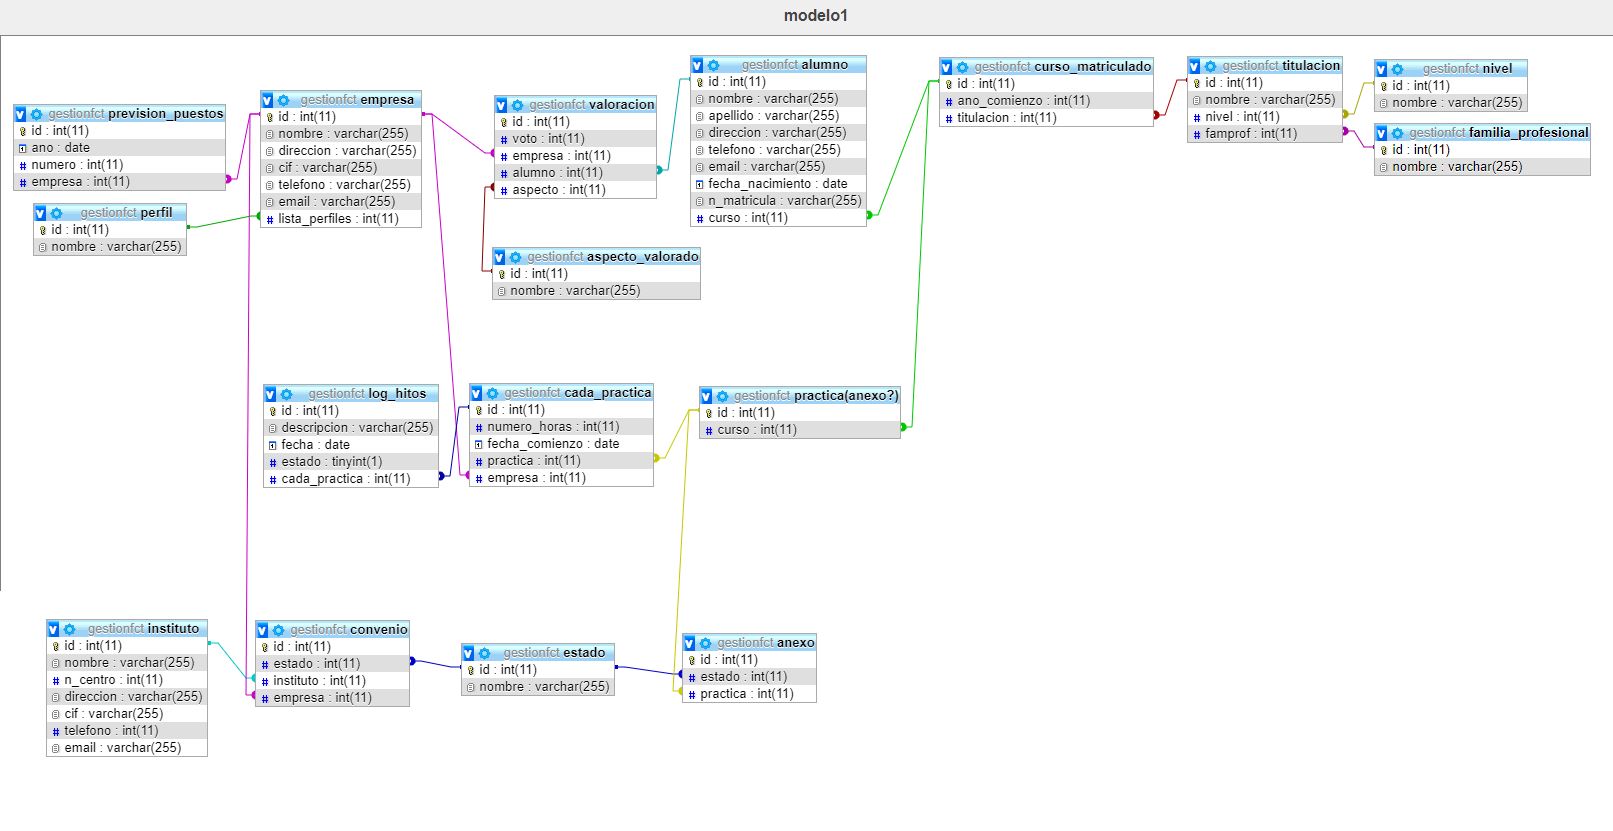 modelo1
gestionfct prevision_puestos
id : int(11)
ano : date
numero : int(11)
empresa : int(11)
gestionfct perfil
id : int(11)
nombre : varchar(255)
gestionfct empresa
id : int(11)
nombre : varchar(255)
direccion : varchar(255)
cif : varchar(255)
telefono : varchar(255)
email : varchar(255)
lista_perfiles : int(11)
gestionfct valoracion
id : int(11)
voto : int(11)
empresa : int(11)
alumno : int(11)
aspecto : int(11)
gestionfct aspecto_valorado
id : int(11)
nombre : varchar(255)
gestionfct alumno
id : int(11)
nombre : varchar(255)
apellido : varchar(255)
direccion : varchar(255)
telefono : varchar(255)
email : varchar(255)
fecha_nacimiento : date
n_matricula : varchar(255)
curso : int(11)
gestionfct curso_matriculado
id : int(11)
ano_comienzo : int(11)
titulacion : int(11)
gestionfct titulacion
id : int(11)
nombre : varchar(255)
nivel : int(11)
famprof : int(11)
gestionfct nivel
id : int(11)
nombre : varchar(255)
gestionfct familia_profesional
id : int(11)
nombre : varchar(255)
gestionfct log_hitos
id : int(11)
descripcion : varchar(255)
fecha : date
estado : tinyint(1)
cada_practica : int(11)
gestionfct cada_practica
id : int(11)
numero_horas : int(11)
fecha_comienzo : date
practica : int(11)
empresa : int(11)
gestionfct practica(anexo?)
id : int(11)
curso : int(11)
gestionfct instituto
id : int(11)
nombre : varchar(255)
n_centro : int(11)
direccion : varchar(255)
cif : varchar(255)
telefono : int(11)
email : varchar(255)
gestionfct convenio
id : int(11)
estado : int(11)
instituto : int(11)
empresa : int(11)
gestionfct estado
id : int(11)
nombre : varchar(255)
gestionfct anexo
id : int(11)
estado : int(11)
practica : int(11)